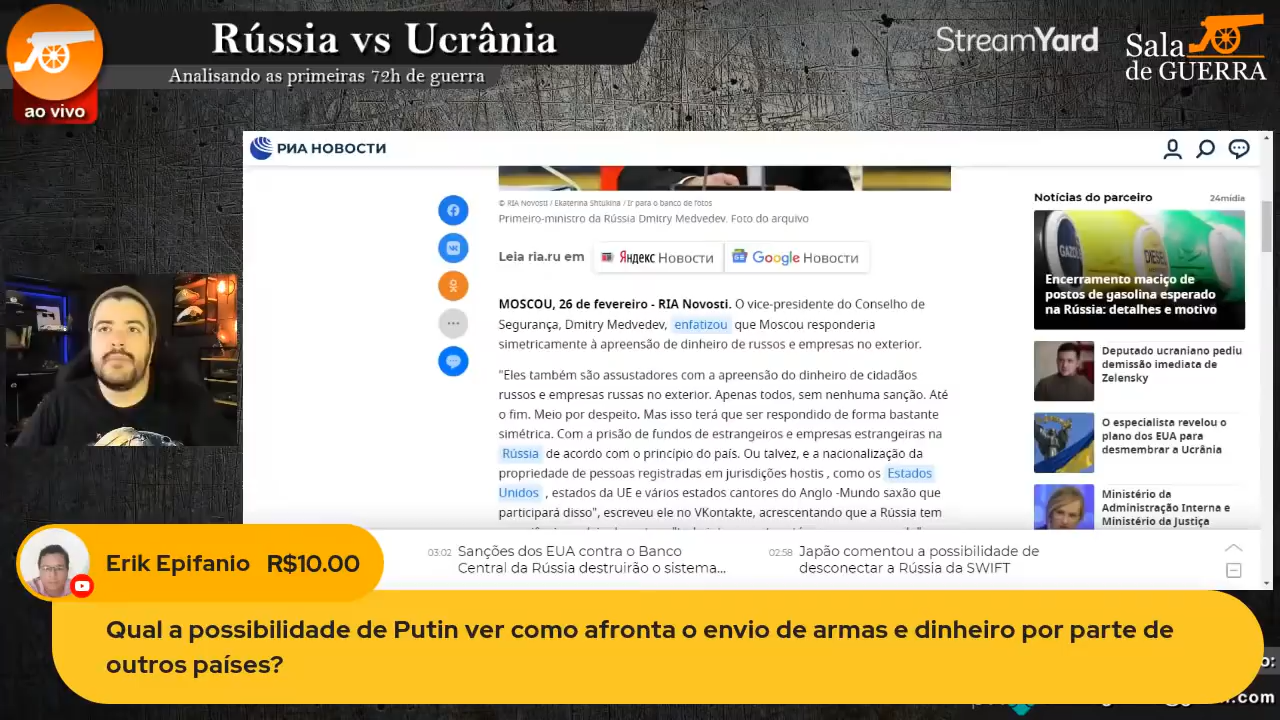 Rússia vs Ucrânia
Analisando as primeiras 72h de guerra
ao vivo
StreamYard
Sala
de GUERRA
РИА НОВОСТИ
© RIA Novosti / Ekaterina Shtukina / Ir para o banco de fotos
Primeiro-ministro da Rússia Dmitry Medvedev. Foto do arquivo
Leia ria.ru em
Яндекс Новости
Google Новости
MOSCOU, 26 de fevereiro - RIA Novosti. O vice-presidente do Conselho de
Segurança, Dmitry Medvedev, enfatizou que Moscou responderia
simetricamente à apreensão de dinheiro de russos e empresas no exterior.
"Eles também são assustadores com a apreensão do dinheiro de cidadãos
russos e empresas russas no exterior. Apenas todos, sem nenhuma sanção. Até
o fim. Meio por despeito. Mas isso terá que ser respondido de forma bastante
simétrica. Com a prisão de fundos de estrangeiros e empresas estrangeiras na
Rússia de acordo com o princípio do país. Ou talvez, e a nacionalização da
propriedade de pessoas registradas em jurisdições hostis , como os Estados
Unidos , estados da UE e vários estados cantores do Anglo -Mundo saxão que
participará disso", escreveu ele no VKontakte, acrescentando que a Rússia tem
Notícias do parceiro
24mídia
GAZOL
DIESEL
Encerramento maciço de
postos de gasolina esperado
na Rússia: detalhes e motivo
Deputado ucraniano pediu
demissão imediata de
Zelensky
O especialista revelou o
plano dos EUA para
desmembrar a Ucrânia
Ministério da
Administração Interna e
Ministério da Justiça
03:02 Sanções dos EUA contra o Banco
Central da Rússia destruirão o sistema...
02:58 Japão comentou a possibilidade de
desconectar a Rússia da SWIFT
Erik Epifanio R$10.00
Qual a possibilidade de Putin ver como afronta o envio de armas e dinheiro por parte de
outros países?